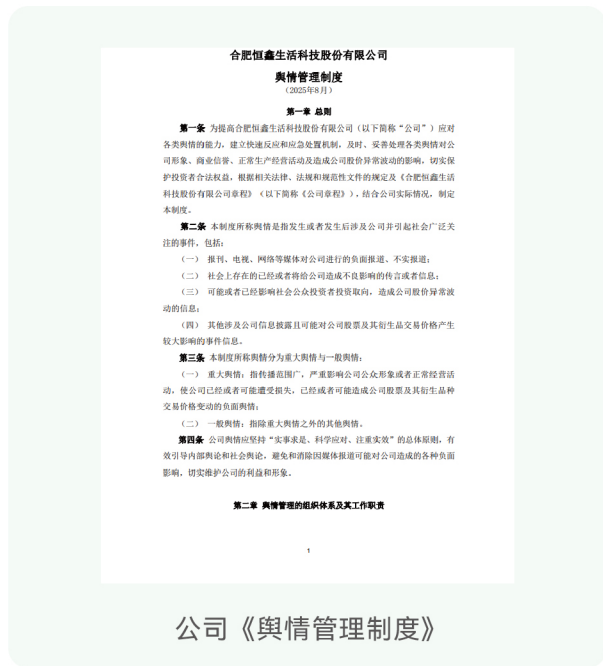 合肥恒鑫生活科技股份有限公司
舆情管理制度
（2025年8月）
第一章 总则
第一条 为提高合肥恒鑫生活科技股份有限公司（以下简称“公司”）应对
各类舆情的能力，建立快速反应和应急处置机制，及时、妥善处理各类舆情对公
司形象、商业信誉、正常生产经营活动及造成公司股价异常波动的影响，切实保
护投资者合法权益，根据相关法律、法规和规范性文件的规定及《合肥恒鑫生活
科技股份有限公司章程》（以下简称《公司章程》），结合公司实际情况，制定
本制度。
第二条 本制度所称舆情是指发生或者发生后涉及公司并引起社会广泛关
注的事件，包括：
（一） 报刊、电视、网络等媒体对公司进行的负面报道、不实报道；
（二） 社会上存在的已经或者将给公司造成不良影响的传言或者信息；
（三） 可能或者已经影响社会公众投资者投资取向，造成公司股价异常波
动的信息；
（四） 其他涉及公司信息披露且可能对公司股票及其衍生品交易价格产生
较大影响的事件信息。
第三条 本制度所称舆情分为重大舆情与一般舆情：
（一） 重大舆情：指传播范围广，严重影响公司公众形象或者正常经营活
动，使公司已经或者可能遭受损失，已经或者可能造成公司股票及其衍生品种
交易价格变动的负面舆情；
（二） 一般舆情：指除重大舆情之外的其他舆情。
第四条 公司舆情应坚持“实事求是、科学应对、注重实效”的总体原则，有
效引导内部舆论和社会舆论，避免和消除因媒体报道可能对公司造成的各种负面
影响，切实维护公司的利益和形象。
第二章 舆情管理的组织体系及其工作职责
1
公司《舆情管理制度》